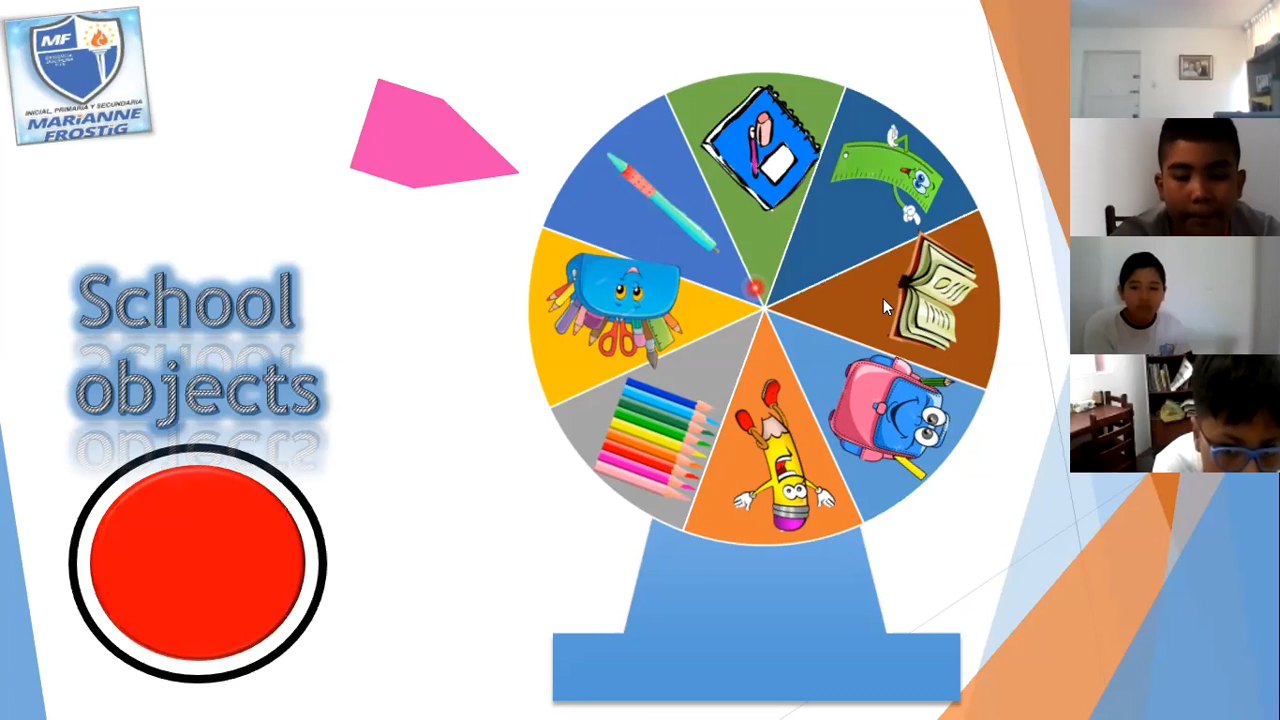 MF
INICIAL, PRIMARIA Y SECUNDARIA
MARIANNE
FROSTIG
School
objects